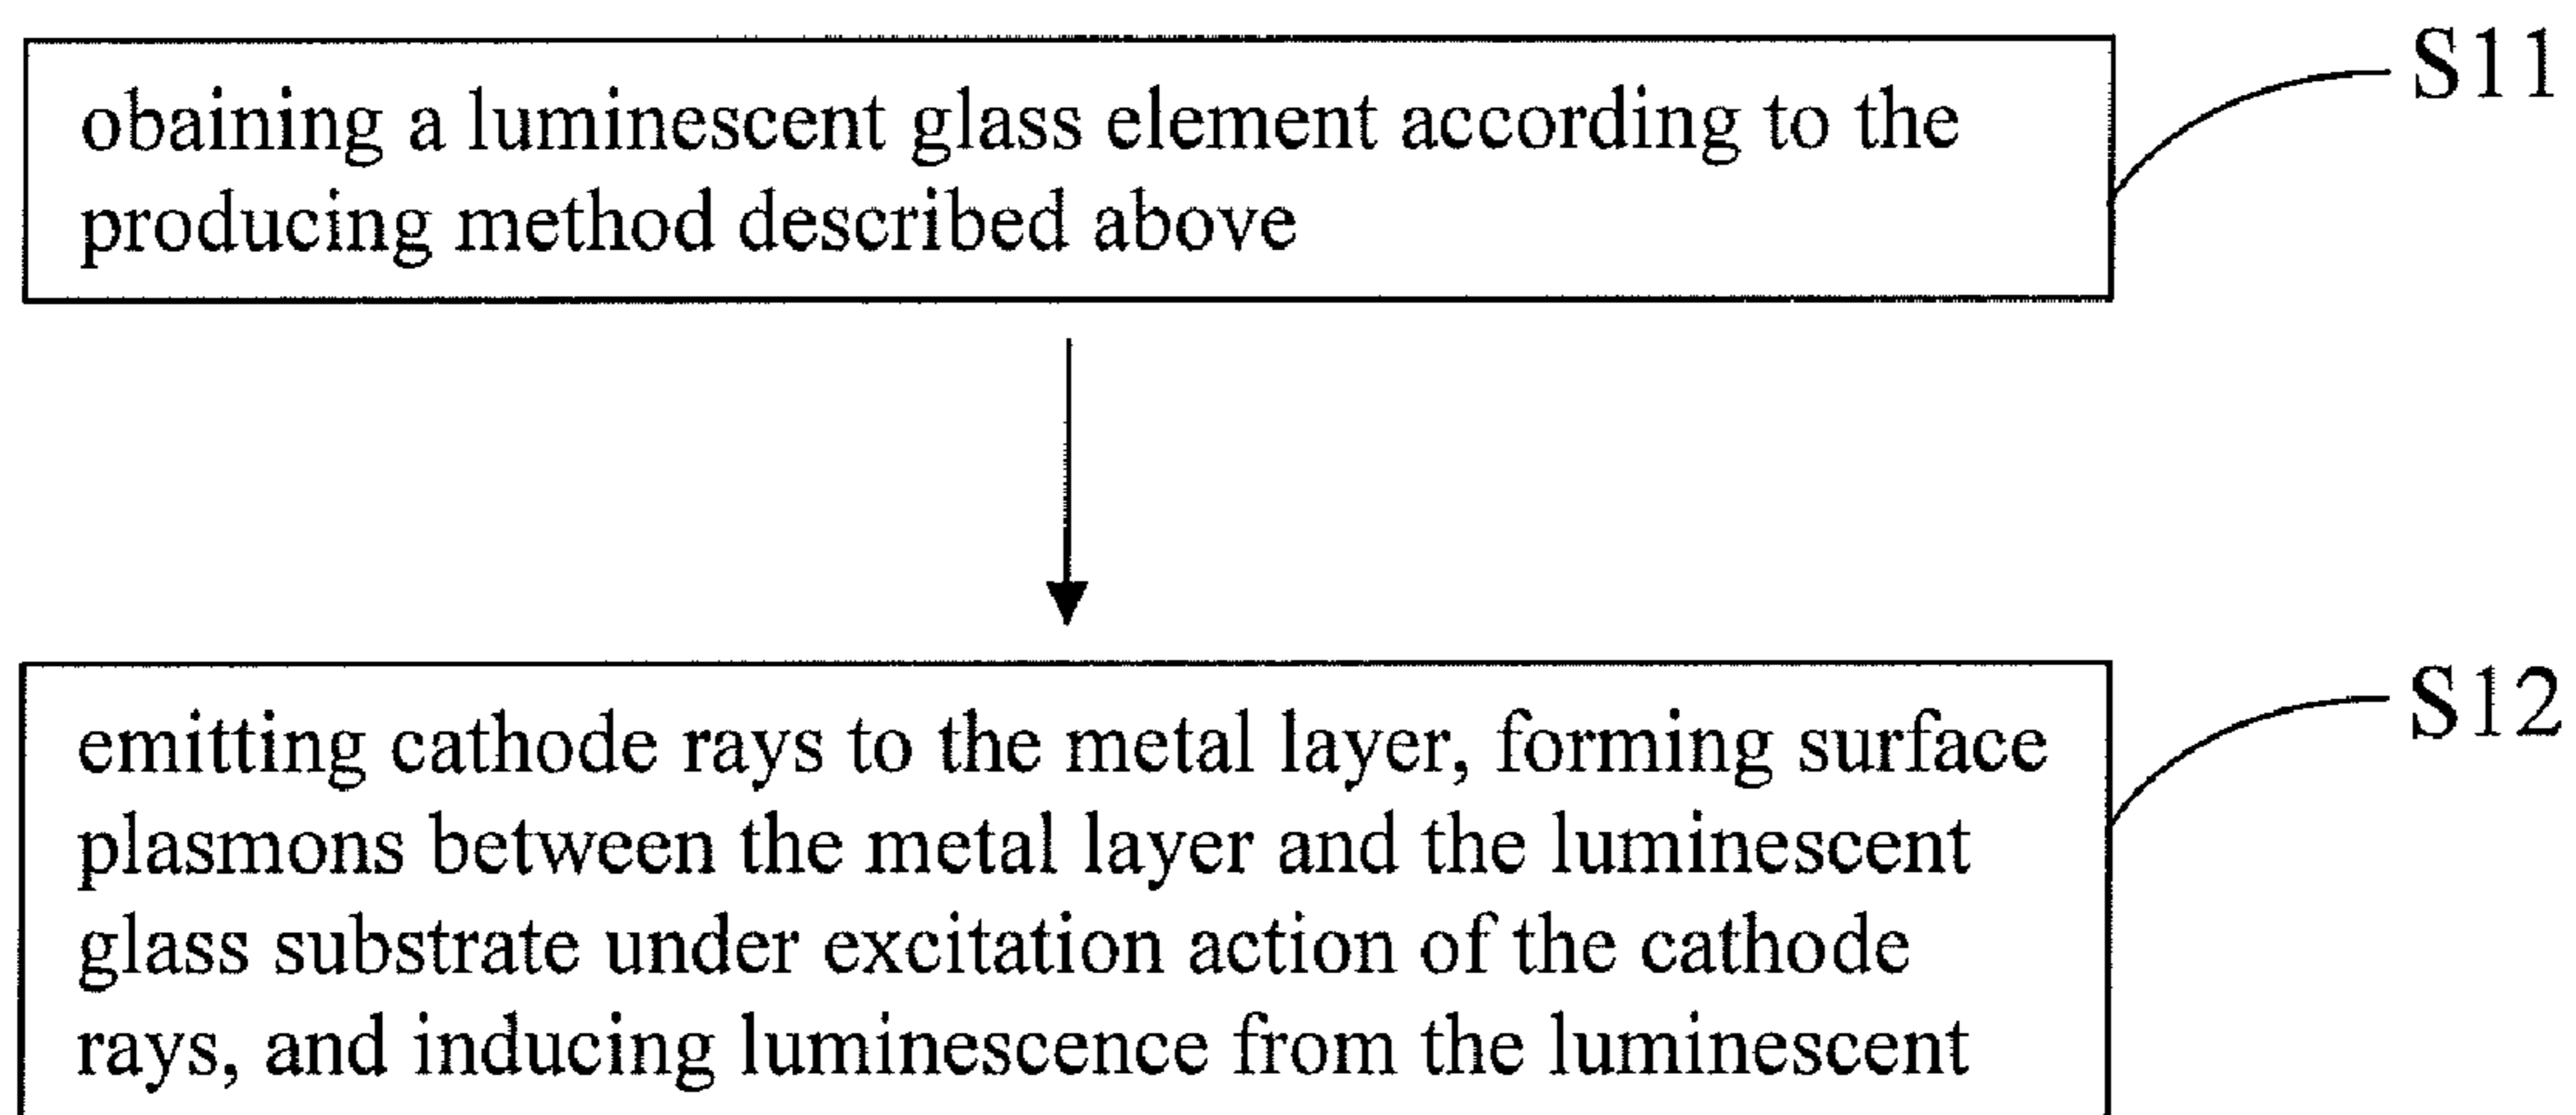 obaining a luminescent glass element according to the
producing method described above
S11
emitting cathode rays to the metal layer, forming surface
plasmons between the metal layer and the luminescent
glass substrate under excitation action of the cathode
rays, and inducing luminescence from the luminescent
S12